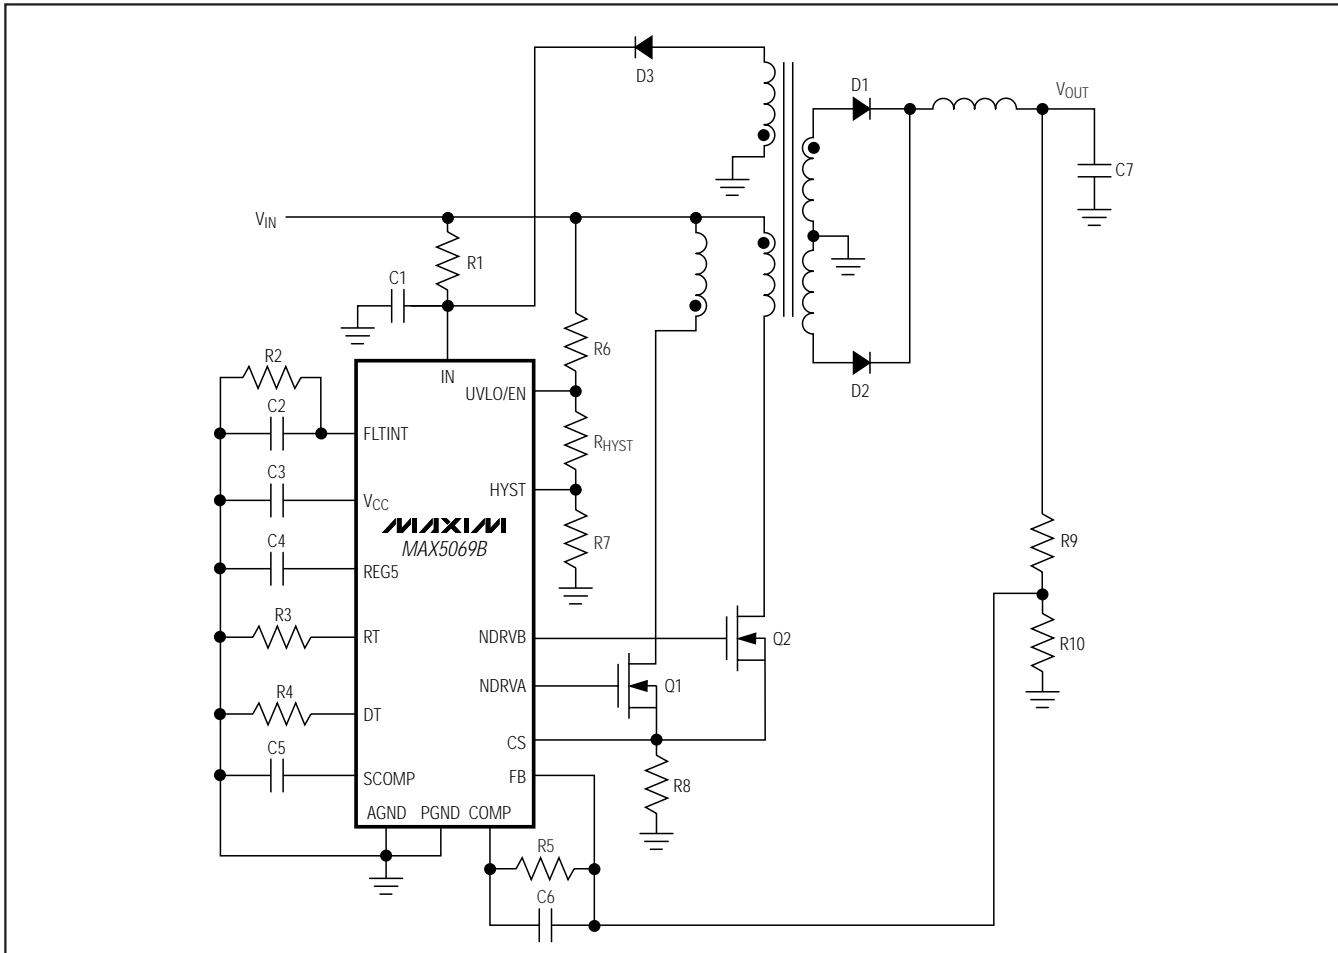 D3
D1
VOUT
C7
VIN
R1
C1
R6
D2
R2
IN
UVLO/EN
C2
FLTINT
RHYST
C3
HYST
VCC
MAXIM
R7
R9
C4
MAX5069B
REG5
R3
RT
NDRVB
Q2
R10
NDRVA
Q1
R4
DT
CS
C5
SCOMP
FB
R8
AGND PGND COMP
R5
C6